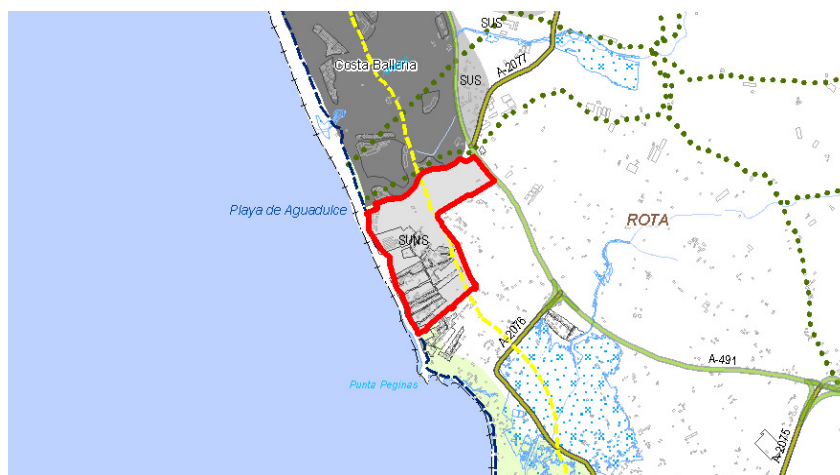 SUS
Costa Ballena
SUS
A-2077
Playa de Aguadulce
ROTA
SUNS
A-2076
A-491
Punta Peginas
A-2075